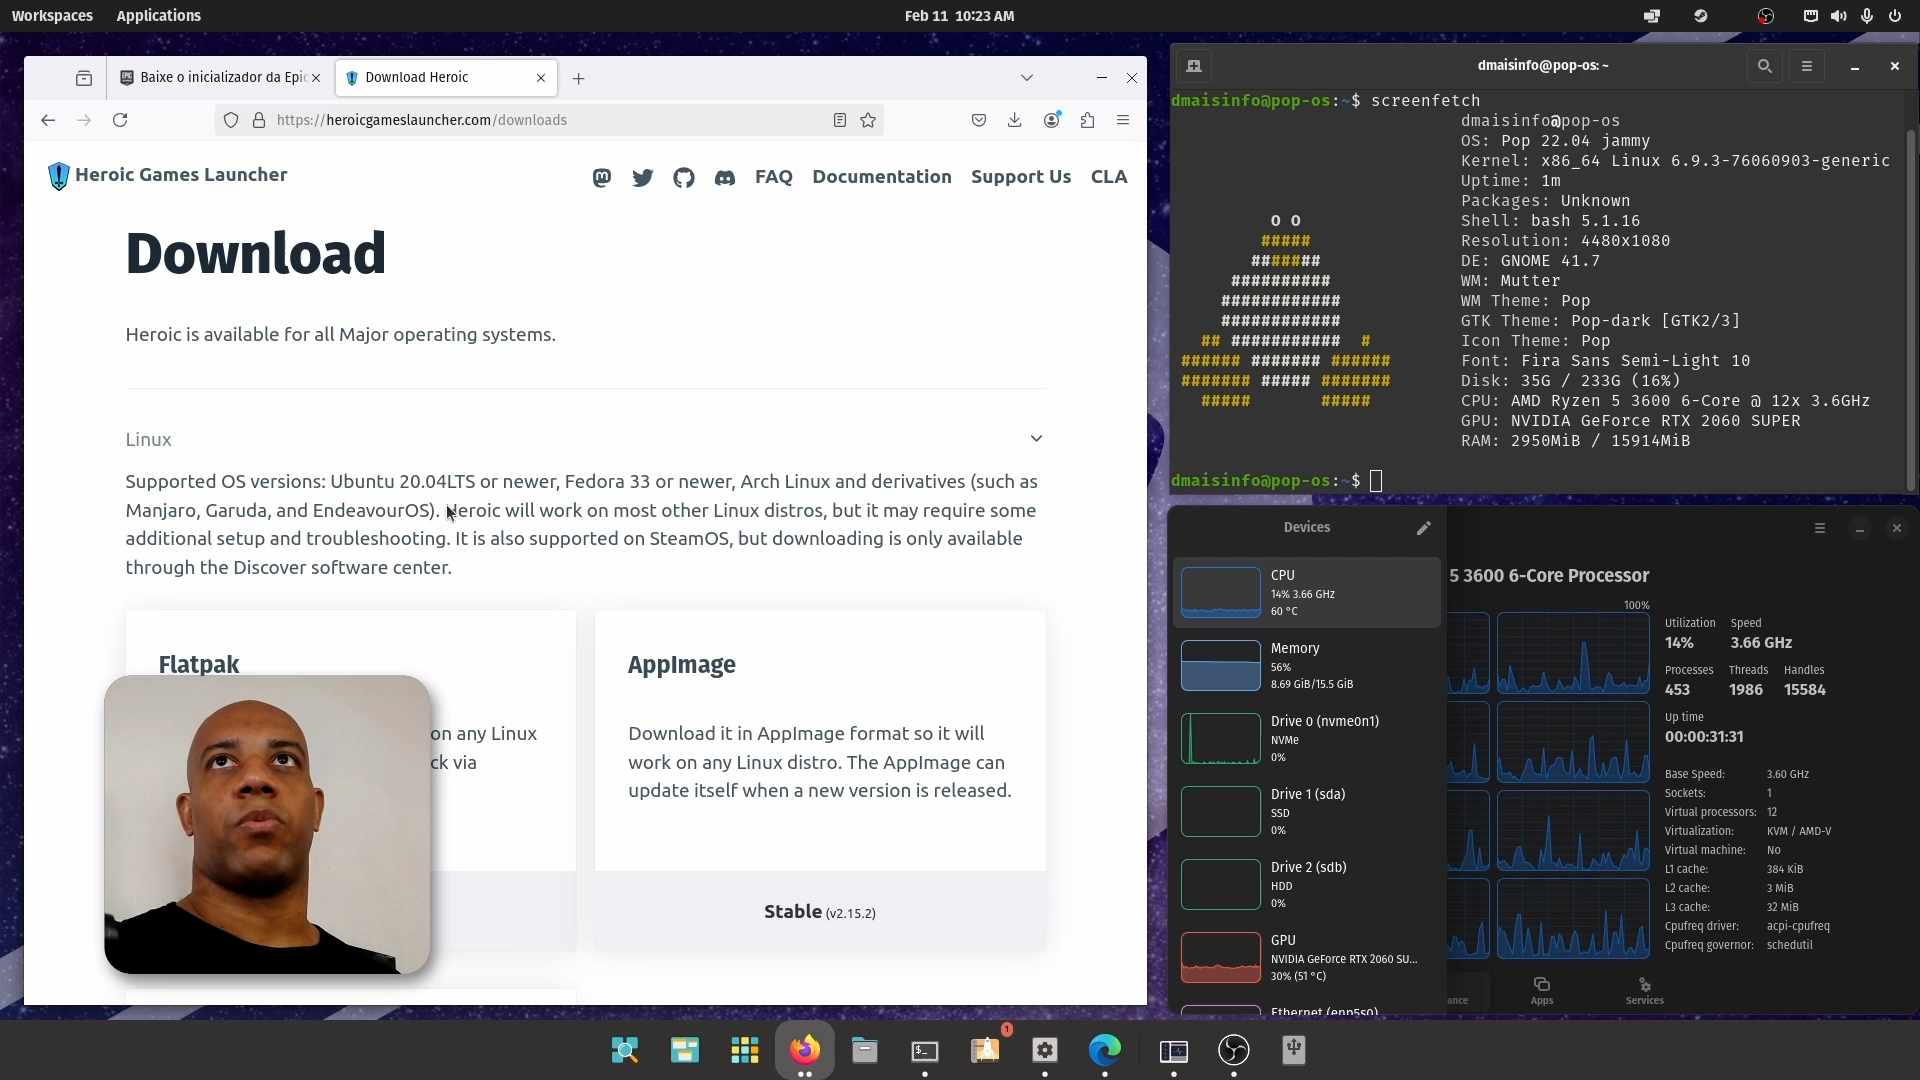 Workspaces Applications Feb 11 10:23 AM
Baixe o inicializador da Epic
Download Heroic
https://heroicgameslauncher.com/downloads
Heroic Games Launcher
FAQ Documentation Support Us CLA
Download
Heroic is available for all Major operating systems.
Linux
Supported OS versions: Ubuntu 20.04LTS or newer, Fedora 33 or newer, Arch Linux and derivatives (such as
Manjaro, Garuda, and EndeavourOS). Heroic will work on most other Linux distros, but it may require some
additional setup and troubleshooting. It is also supported on SteamOS, but downloading is only available
through the Discover software center.
Flatpak
on any Linux
ck via
AppImage
Download it in AppImage format so it will
work on any Linux distro. The AppImage can
update itself when a new version is released.
Stable (v2.15.2)
dmaisinfo@pop-os: ~
dmaisinfo@pop-os:~$ screenfetch
dmaisinfo@pop-os
OS: Pop 22.04 jammy
Kernel: x86_64 Linux 6.9.3-76060903-generic
Uptime: 1m
Packages: Unknown
Shell: bash 5.1.16
Resolution: 4480x1080
DE: GNOME 41.7
WM: Mutter
WM Theme: Pop
GTK Theme: Pop-dark [GTK2/3]
Icon Theme: Pop
Font: Fira Sans Semi-Light 10
Disk: 35G / 233G (16%)
CPU: AMD Ryzen 5 3600 6-Core @ 12x 3.6GHz
GPU: NVIDIA GeForce RTX 2060 SUPER
RAM: 2950MiB / 15914MiB
dmaisinfo@pop-os:~$
Devices
CPU
14% 3.66 GHz
60 °C
Memory
56%
8.69 GiB/15.5 GiB
Drive 0 (nvme0n1)
NVMe
0%
Drive 1 (sda)
SSD
0%
Drive 2 (sdb)
HDD
0%
GPU
NVIDIA GeForce RTX 2060 SU...
30% (51 °C)
Ethernet (enp5s0)
5 3600 6-Core Processor
100%
Utilization Speed
14% 3.66 GHz
Processes Threads Handles
453 1986 15584
Up time
00:00:31:31
Base Speed: 3.60 GHz
Sockets: 1
Virtual processors: 12
Virtualization: KVM / AMD-V
Virtual machine: No
L1 cache: 384 KiB
L2 cache: 3 MiB
L3 cache: 32 MiB
Cpufreq driver: acpi-cpufreq
Cpufreq governor: schedutil
ance Apps Services
1